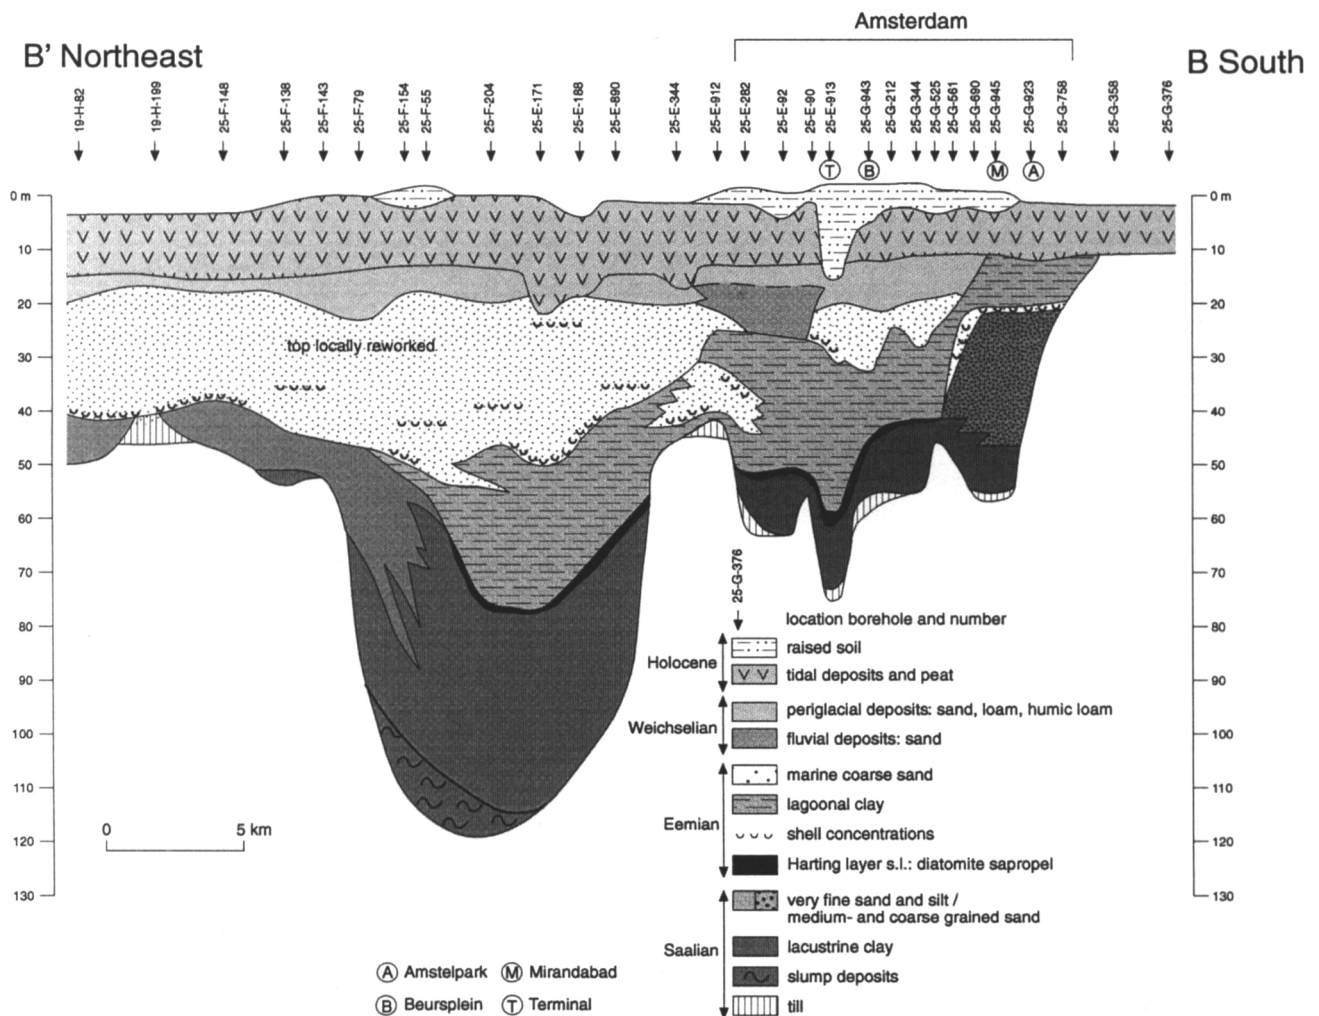 Amsterdam
B' Northeast
B South
19-H-82
19-H-199
25-F-148
25-F-138
25-F-143
25-F-79
25-F-154
25-F-55
25-F-204
25-E-171
25-E-188
25-E-890
25-E-344
25-E-912
25-E-282
25-E-92
25-E-90
25-E-913
25-G-943
25-G-212
25-G-344
25-G-525
25-G-561
25-G-690
25-G-945
25-G-923
25-G-758
25-G-358
25-G-376
T
B
M
A
0 m
10
20
30
40
50
60
70
80
90
100
110
120
130
0 m
10
20
30
40
50
60
70
80
90
100
110
120
130
top locally reworked
0 5 km
25-G-376
location borehole and number
Holocene
raised soil
tidal deposits and peat
Weichselian
periglacial deposits: sand, loam, humic loam
fluvial deposits: sand
Eemian
marine coarse sand
lagoonal clay
shell concentrations
Harting layer s.l.: diatomite sapropel
Saalian
very fine sand and silt /
medium- and coarse grained sand
lacustrine clay
slump deposits
till
A Amstelpark M Mirandabad
B Beursplein T Terminal